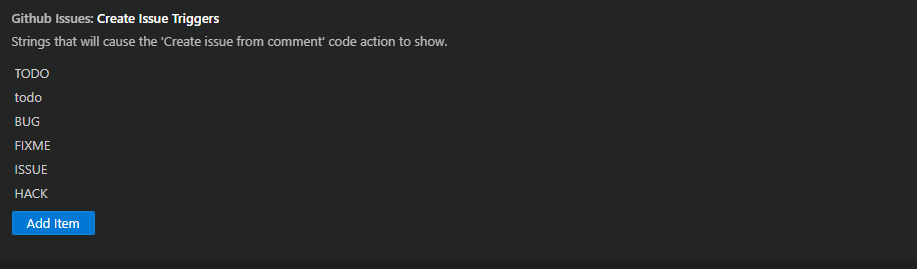 Github Issues: Create Issue Triggers
Strings that will cause the 'Create issue from comment' code action to show.
TODO
todo
BUG
FIXME
ISSUE
HACK
Add Item